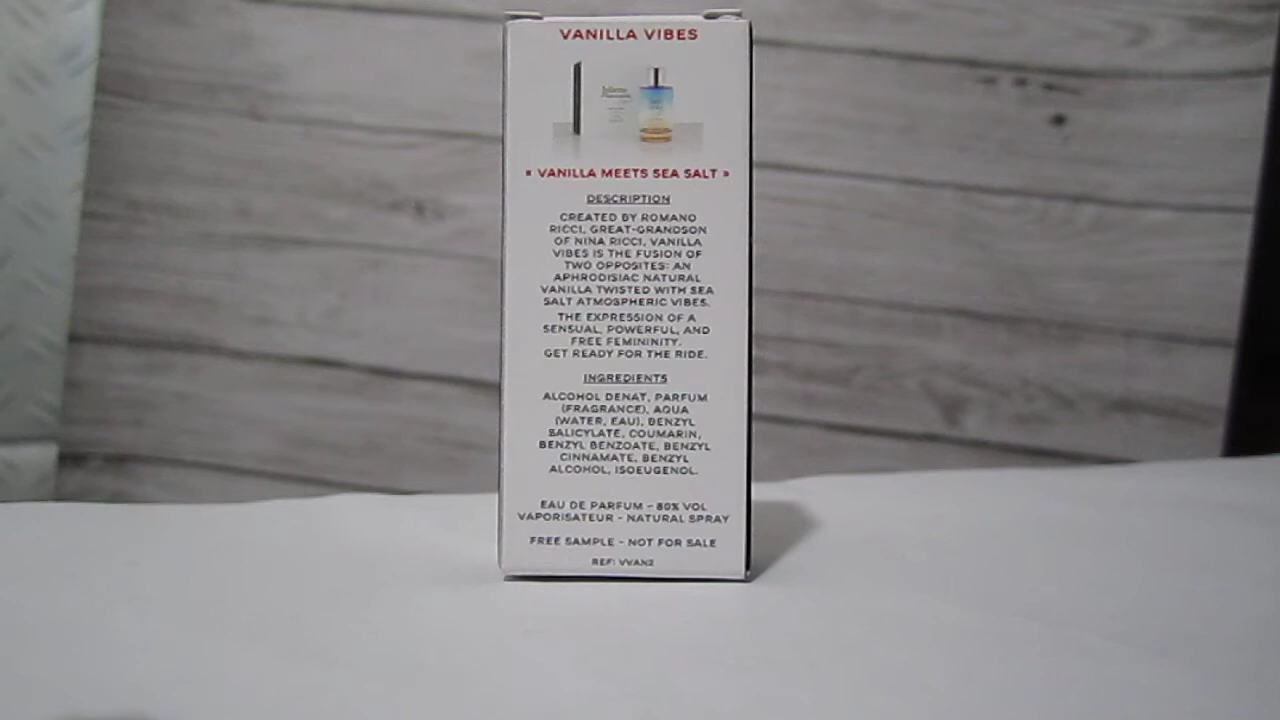 VANILLA VIBES
Juliette
« VANILLA MEETS SEA SALT »
DESCRIPTION
CREATED BY ROMANO
RICCI, GREAT-GRANDSON
OF NINA RICCI, VANILLA
VIBES IS THE FUSION OF
TWO OPPOSITES: AN
APHRODISIAC NATURAL
VANILLA TWISTED WITH SEA
SALT ATMOSPHERIC VIBES.
THE EXPRESSION OF A
SENSUAL, POWERFUL, AND
FREE FEMININITY.
GET READY FOR THE RIDE.
INGREDIENTS
ALCOHOL DENAT, PARFUM
(FRAGRANCE), AQUA
(WATER, EAU), BENZYL
SALICYLATE, COUMARIN,
BENZYL BENZOATE, BENZYL
CINNAMATE, BENZYL
ALCOHOL, ISOEUGENOL.
EAU DE PARFUM - 80% VOL
VAPORISATEUR - NATURAL SPRAY
FREE SAMPLE - NOT FOR SALE
REF: VVAN2